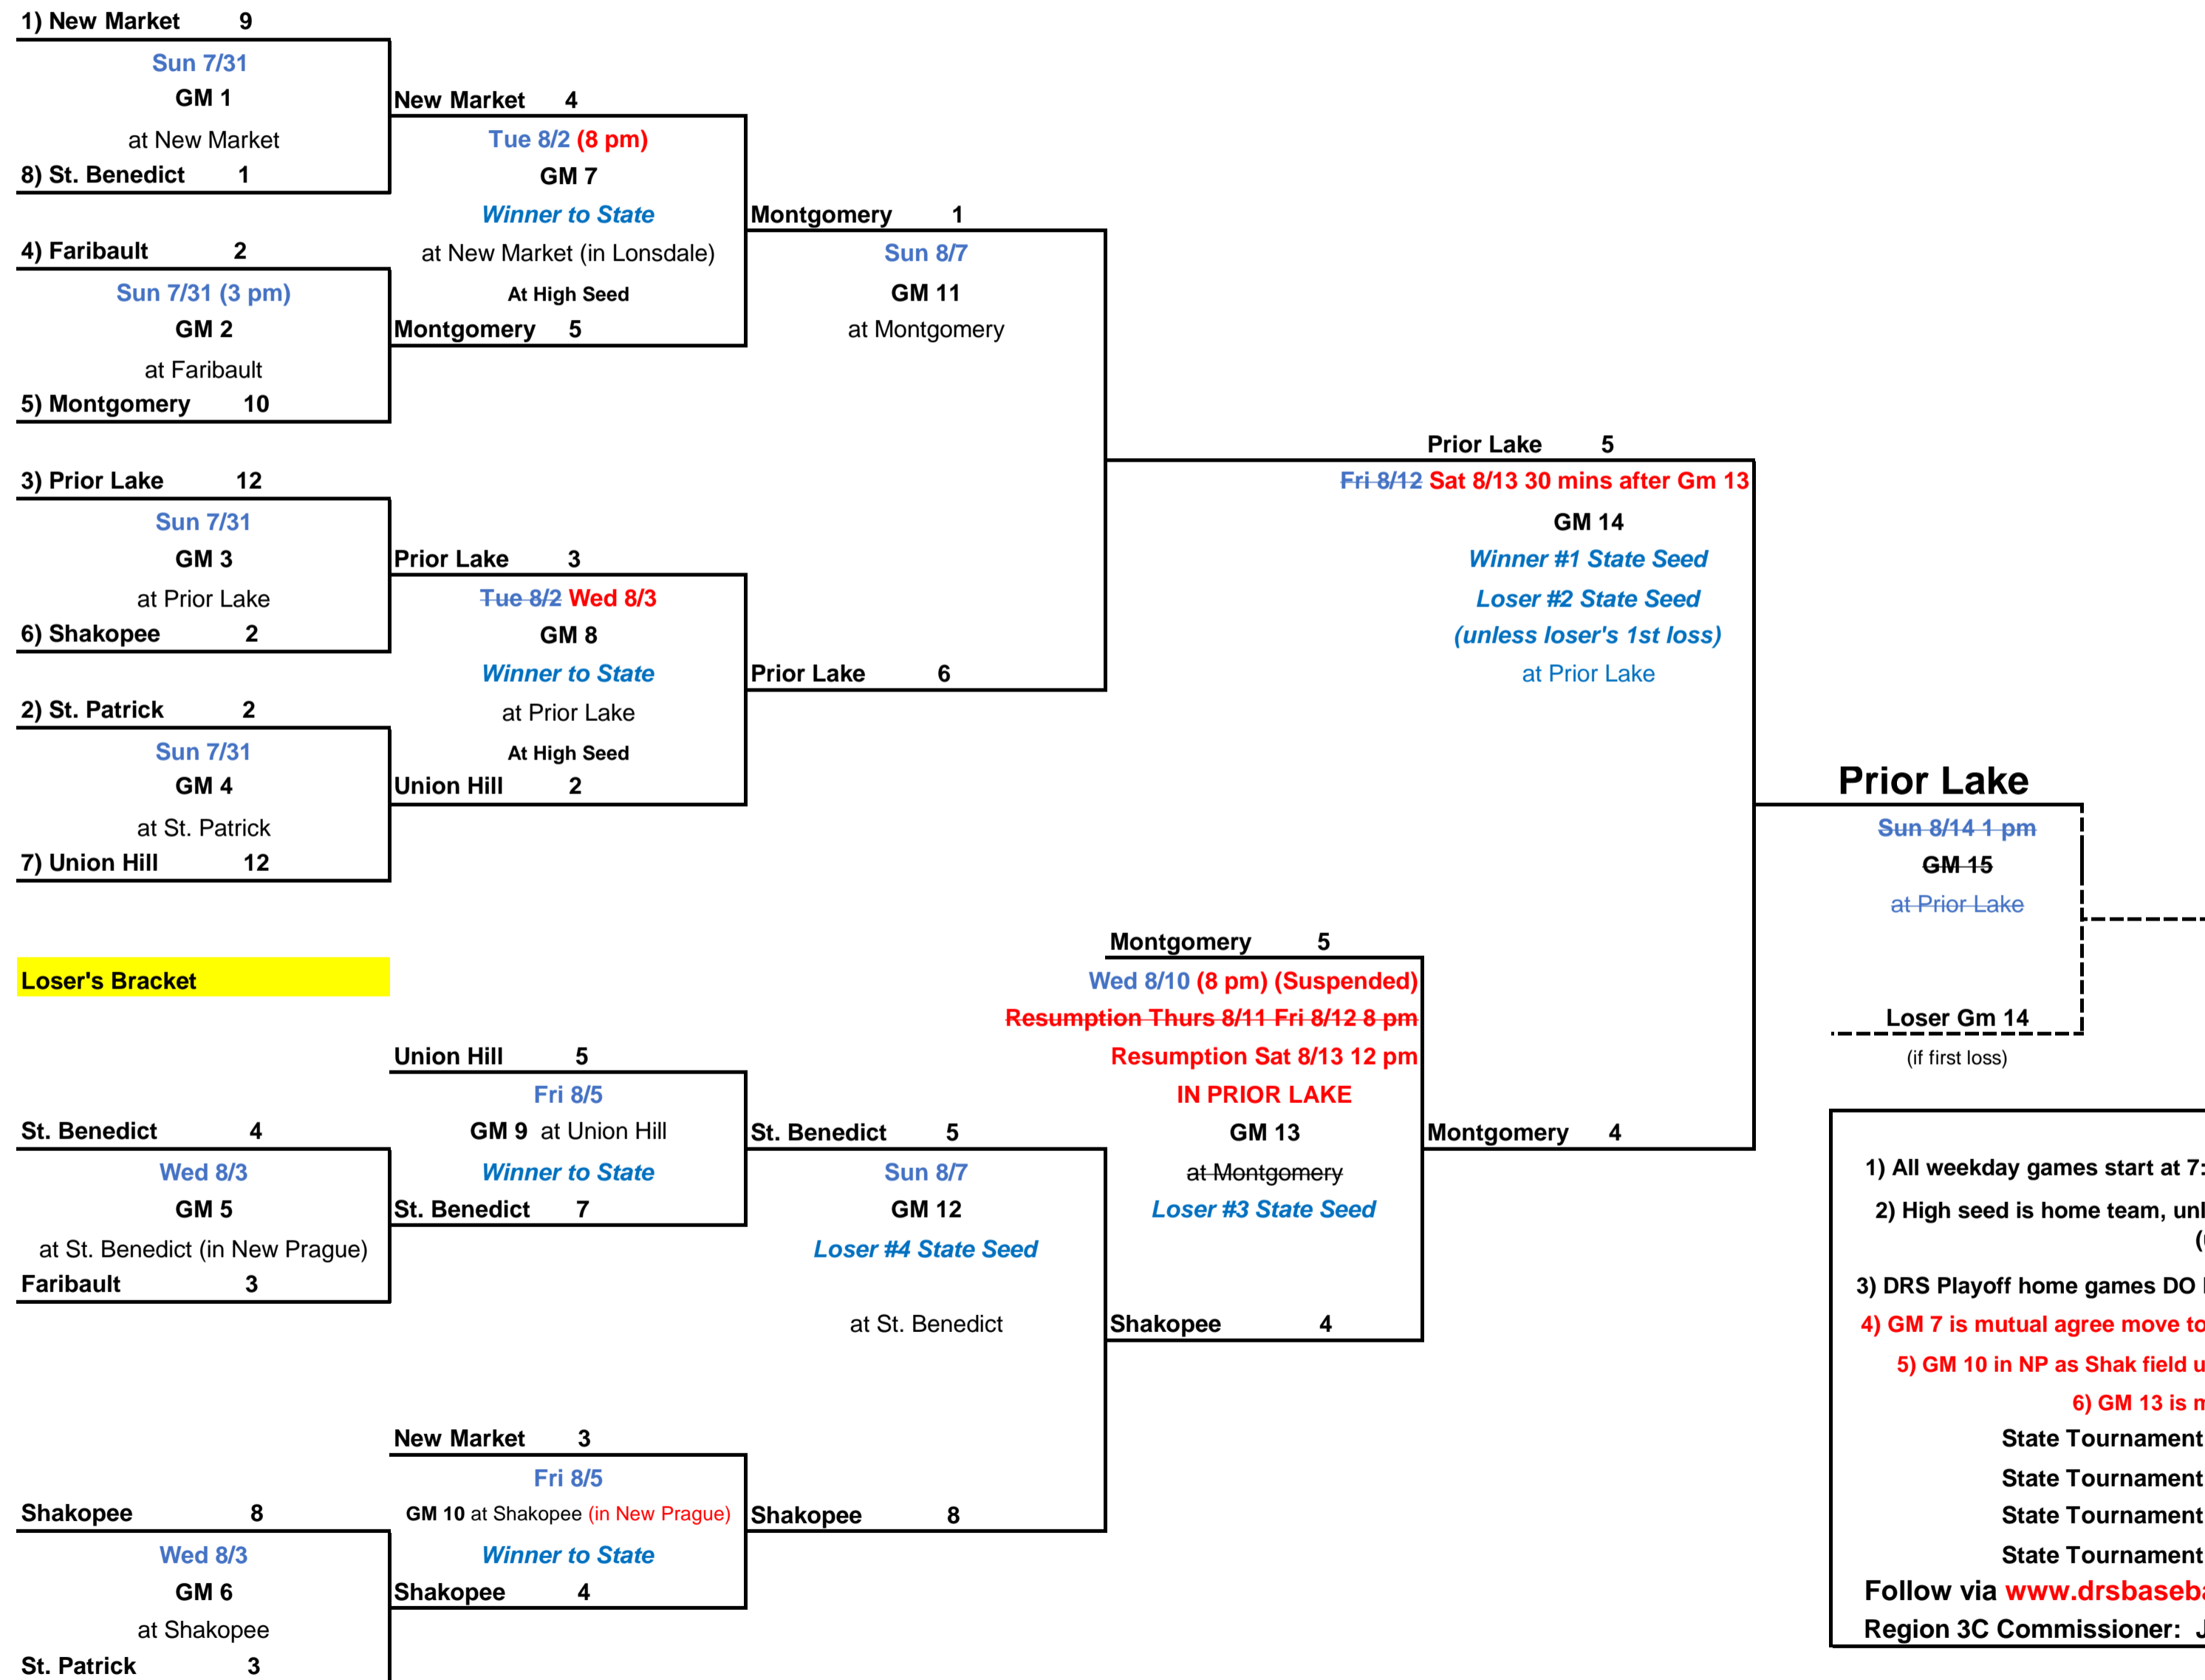 1) New Market 9
Sun 7/31
GM 1
at New Market
8) St. Benedict 1
4) Faribault 2
Sun 7/31 (3 pm)
GM 2
at Faribault
5) Montgomery 10
3) Prior Lake 12
Sun 7/31
GM 3
at Prior Lake
6) Shakopee 2
2) St. Patrick 2
Sun 7/31
GM 4
at St. Patrick
7) Union Hill 12
New Market 4
Tue 8/2 (8 pm)
GM 7
Winner to State
at New Market (in Lonsdale)
At High Seed
Montgomery 5
Prior Lake 3
Tue 8/2 Wed 8/3
GM 8
Winner to State
at Prior Lake
At High Seed
Union Hill 2
Montgomery 1
Sun 8/7
GM 11
at Montgomery
Prior Lake 6
Prior Lake 5
Fri 8/12 Sat 8/13 30 mins after Gm 13
GM 14
Winner #1 State Seed
Loser #2 State Seed
(unless loser's 1st loss)
at Prior Lake
Montgomery 4
Prior Lake
Sun 8/14 1 pm
GM 15
at Prior Lake
Loser Gm 14
(if first loss)
Loser's Bracket
St. Benedict 4
Wed 8/3
GM 5
at St. Benedict (in New Prague)
Faribault 3
Shakopee 8
Wed 8/3
GM 6
at Shakopee
St. Patrick 3
Union Hill 5
Fri 8/5
GM 9 at Union Hill
Winner to State
St. Benedict 7
New Market 3
Fri 8/5
GM 10 at Shakopee (in New Prague)
Winner to State
Shakopee 4
St. Benedict 5
Sun 8/7
GM 12
Loser #4 State Seed
at St. Benedict
Shakopee 8
Montgomery 5
Wed 8/10 (8 pm) (Suspended)
Resumption Thurs 8/11 Fri 8/12 8 pm
Resumption Sat 8/13 12 pm
IN PRIOR LAKE
GM 13
at Montgomery
Loser #3 State Seed
Shakopee 4
1) All weekday games start at 7:
2) High seed is home team,
(
3) DRS Playoff home games DO
4) GM 7 is mutual agree move to
5) GM 10 in NP as Shak field
6) GM 13 is
State Tournament
State Tournament
State Tournament
State Tournament
Follow via www.drsbaseb
Region 3C Commissioner: